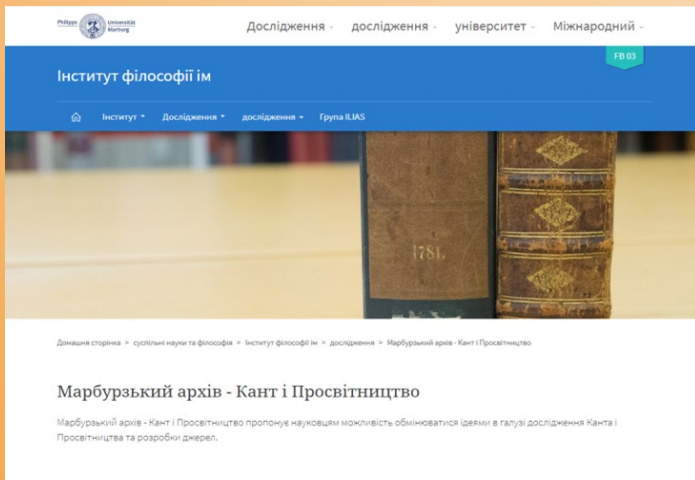 Philipps Universität
Marburg
Дослідження дослідження університет Міжнародний
FB 03
Інститут філософії ім
Інститут Дослідження дослідження Група ILIAS
1781.
Домашня сторінка » суспільні науки та філософія » Інститут філософії ім » дослідження » Марбурзький архів - Кант і Просвітництво
Марбурзький архів - Кант і Просвітництво
Марбурзький архів - Кант і Просвітництво пропонує науковцям можливість обмінюватися ідеями в галузі дослідження Канта і
Просвітництва та розробки джерел.